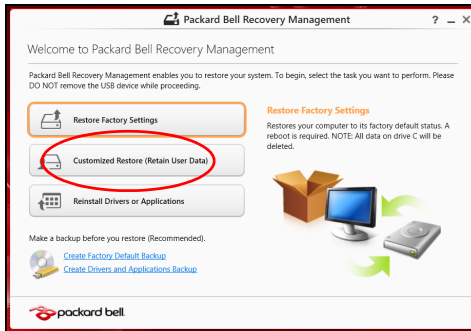 Packard Bell Recovery Management
? _ X
Welcome to Packard Bell Recovery Management
Packard Bell Recovery Management enables you to restore your system. To begin, select the task you want to perform. Please
DO NOT remove the USB device while proceeding.
Restore Factory Settings
Customized Restore (Retain User Data)
Reinstall Drivers or Applications
Restore Factory Settings
Restores your computer to its factory default status. A
reboot is required. NOTE: All data on drive C will be
deleted.
Make a backup before you restore (Recommended).
Create Factory Default Backup
Create Drivers and Applications Backup
packard bell